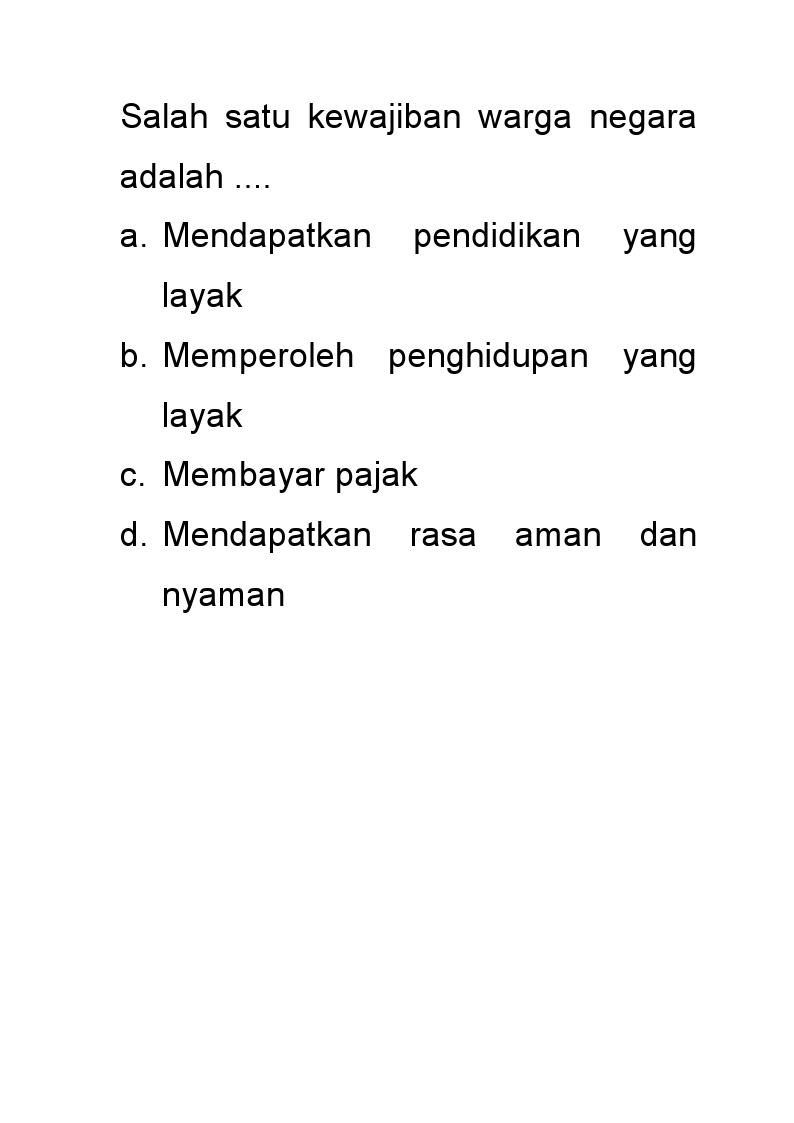 Salah satu kewajiban warga negara
adalah ....
a. Mendapatkan pendidikan yang
layak
b. Memperoleh penghidupan yang
layak
c. Membayar pajak
d. Mendapatkan rasa aman dan
nyaman